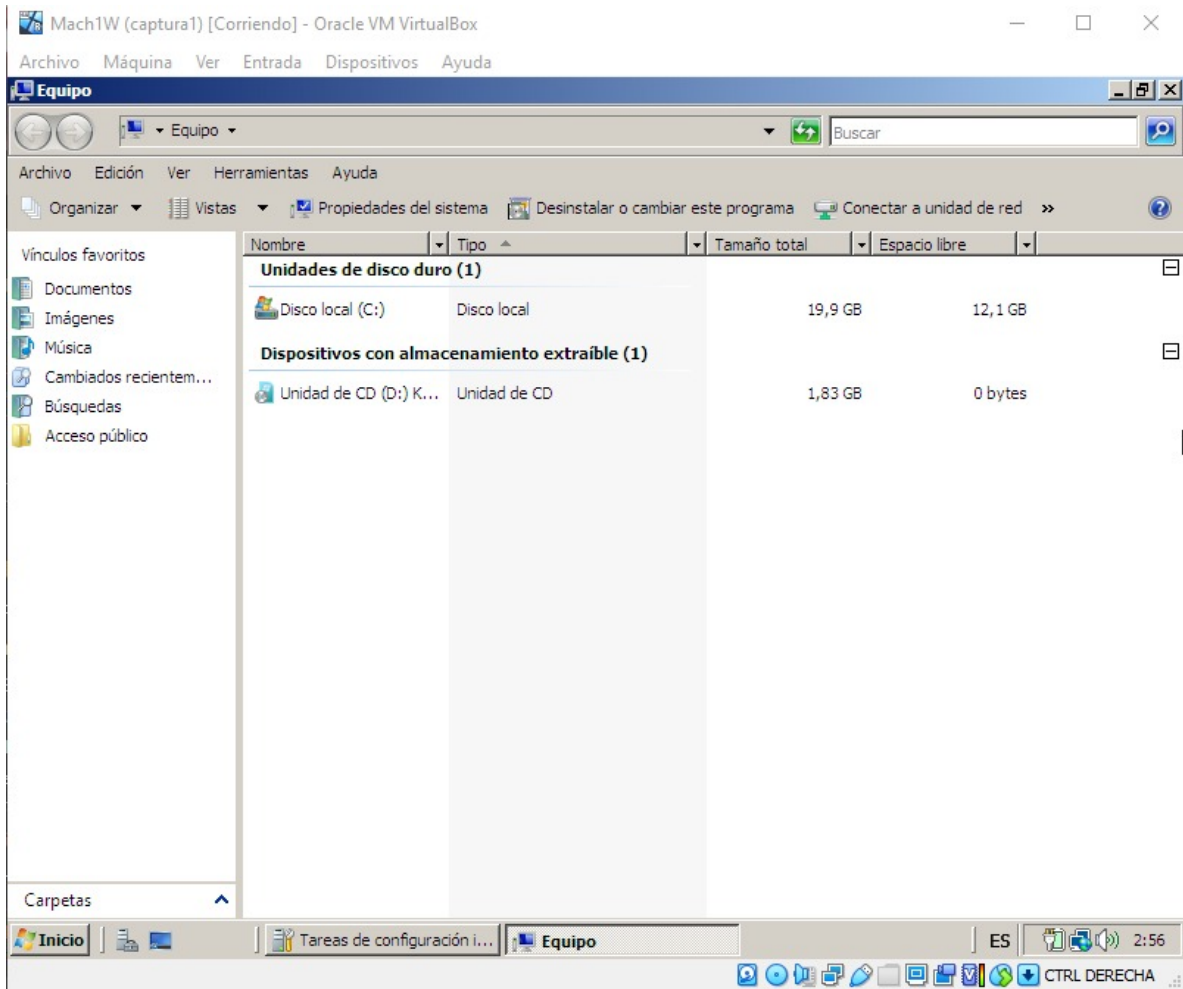 Mach1W (captura1) [Corriendo] - Oracle VM VirtualBox
Archivo Máquina Ver Entrada Dispositivos Ayuda
Equipo
Equipo
Buscar
Archivo Edición Ver Herramientas Ayuda
Organizar Vistas Propiedades del sistema Desinstalar o cambiar este programa Conectar a unidad de red »
Vínculos favoritos
Documentos
Imágenes
Música
Cambiados recientem...
Búsquedas
Acceso público
Nombre Tipo Tamaño total Espacio libre
Unidades de disco duro (1)
Disco local (C:) Disco local 19,9 GB 12,1 GB
Dispositivos con almacenamiento extraíble (1)
Unidad de CD (D:) K... Unidad de CD 1,83 GB 0 bytes
Carpetas
Inicio Tareas de configuración i... Equipo ES 2:56
CTRL DERECHA